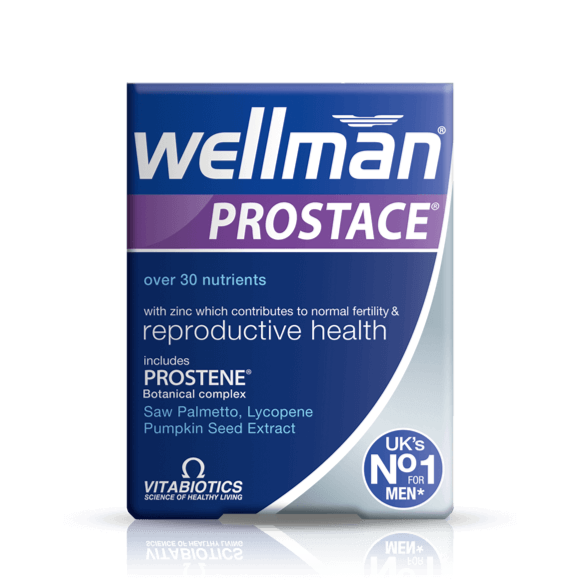 wellman®
PROSTACE®
over 30 nutrients
with zinc which contributes to normal fertility &
reproductive health
includes
PROSTENE®
Botanical complex
Saw Palmetto, Lycopene
Pumpkin Seed Extract
UK's
No1
FOR
MEN*
VITABIOTICS
SCIENCE OF HEALTHY LIVING